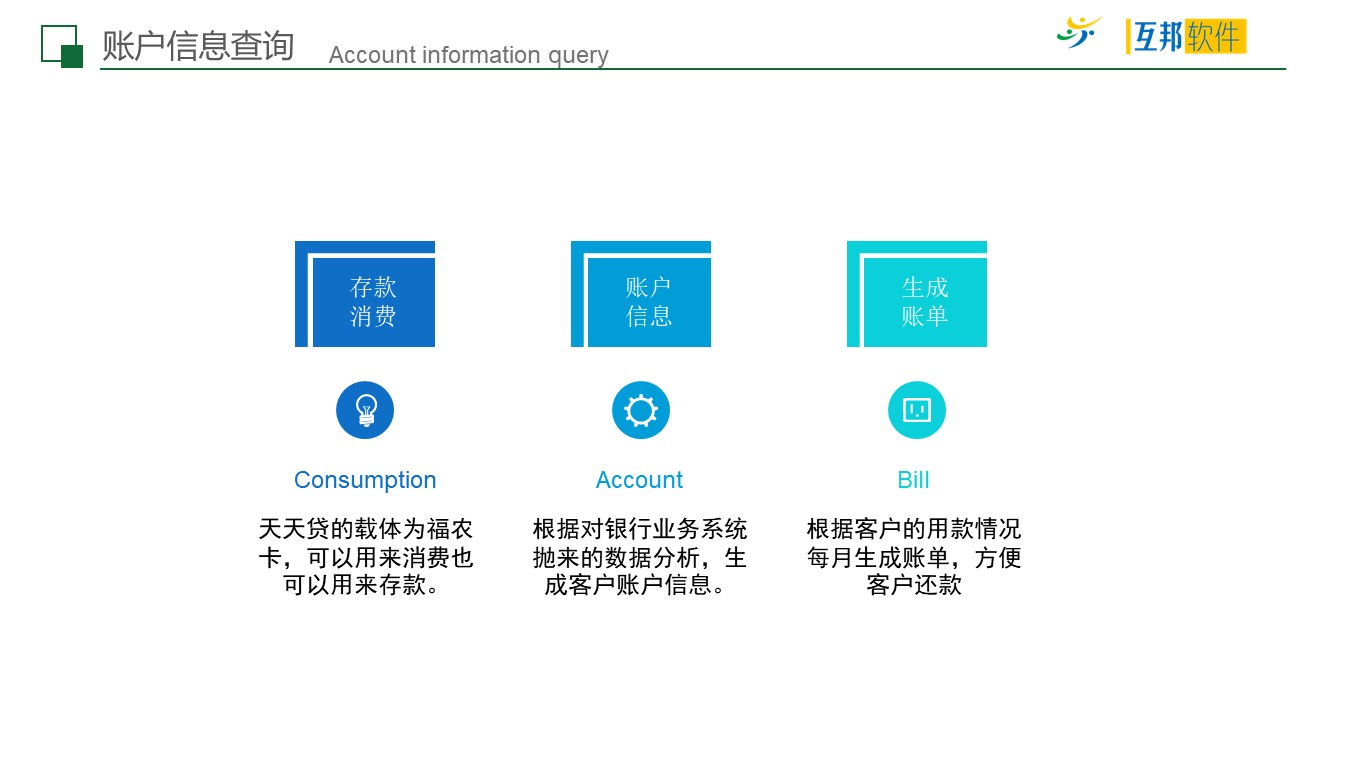 账户信息查询 Account information query
互邦软件
存款
消费
账户
信息
生成
账单
Consumption
Account
Bill
天天贷的载体为福农
卡，可以用来消费也
可以用来存款。
根据对银行业务系统
抛来的数据分析，生
成客户账户信息。
根据客户的用款情况
每月生成账单，方便
客户还款